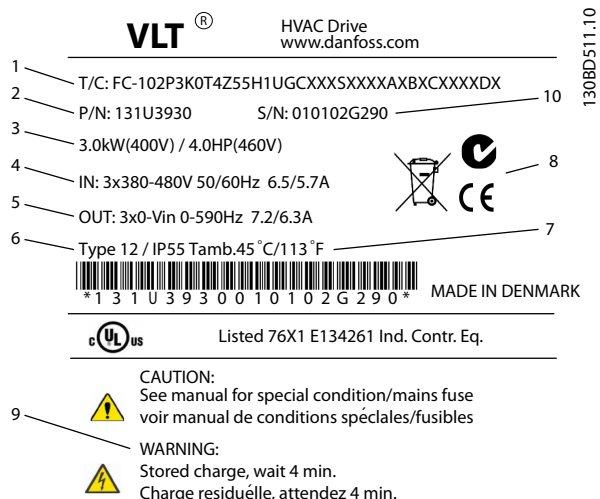 VLT ®
HVAC Drive
www.danfoss.com
130BD511.10
1
T/C: FC-102P3K0T4Z55H1UGCXXXSXXXXAXBXCXXXXDX
2
P/N: 131U3930 S/N: 010102G290
10
3
3.0kW(400V) / 4.0HP(460V)
4
IN: 3x380-480V 50/60Hz 6.5/5.7A
8
CE
5
OUT: 3x0-Vin 0-590Hz 7.2/6.3A
6
Type 12 / IP55 Tamb.45˚C/113˚F
7
*131U3930010102G290*
MADE IN DENMARK
c UL us
Listed 76X1 E134261 Ind. Contr. Eq.
CAUTION:
See manual for special condition/mains fuse
voir manual de conditions spéclales/fusibles
9
WARNING:
Stored charge, wait 4 min.
Charge residuélle, attendez 4 min.